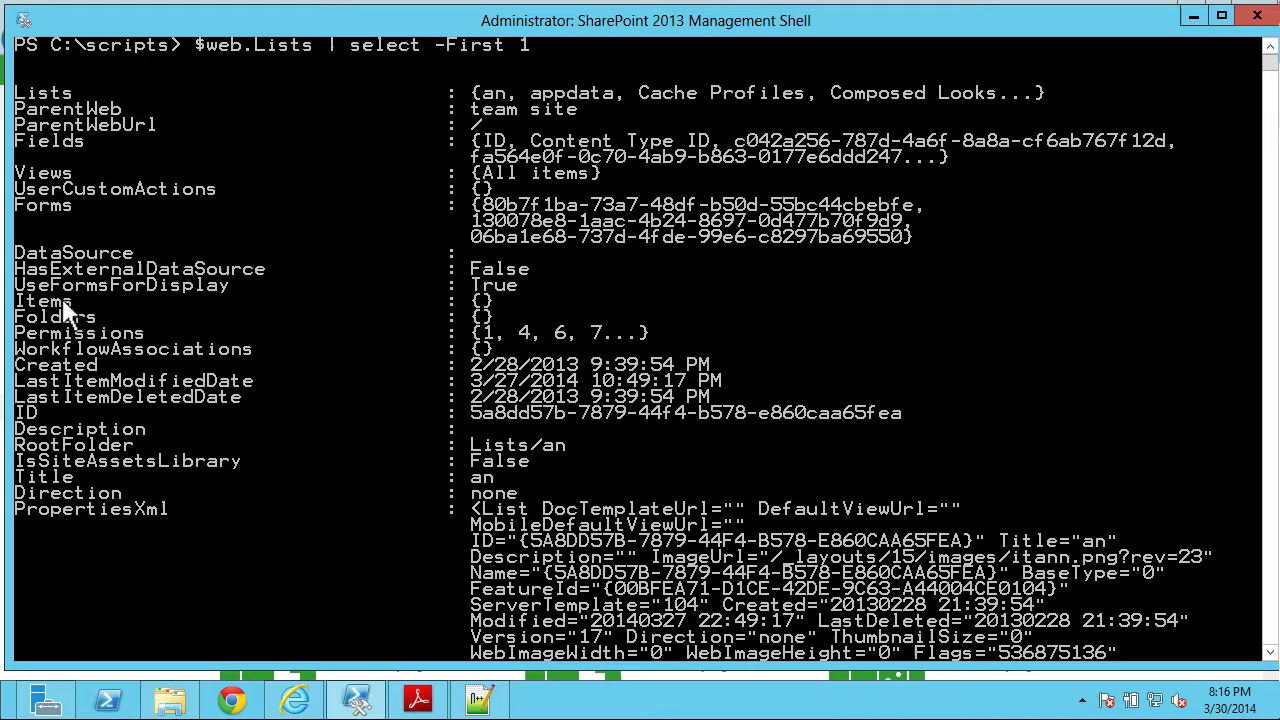 Administrator: SharePoint 2013 Management Shell
PS C:\scripts> $web.Lists | select -First 1
Lists : {an, appdata, Cache Profiles, Composed Looks...}
ParentWeb : team site
ParentWebUrl : /
Fields : {ID, Content Type ID, c042a256-787d-4a6f-8a8a-cf6ab767f12d,
fa564e0f-0c70-4ab9-b863-0177e6ddd247...}
Views : {All items}
UserCustomActions : {}
Forms : {80b7f1ba-73a7-48df-b50d-55bc44cbebfe,
130078e8-1aac-4b24-8697-0d477b70f9d9,
06ba1e68-737d-4fde-99e6-c8297ba69550}
DataSource :
HasExternalDataSource : False
UseFormsForDisplay : True
Items : {}
Folders : {}
Permissions : {1, 4, 6, 7...}
WorkflowAssociations : {}
Created : 2/28/2013 9:39:54 PM
LastItemModifiedDate : 3/27/2014 10:49:17 PM
LastItemDeletedDate : 2/28/2013 9:39:54 PM
ID : 5a8dd57b-7879-44f4-b578-e860caa65fea
Description :
RootFolder : Lists/an
IsSiteAssetsLibrary : False
Title : an
Direction : none
PropertiesXml : <List DocTemplateUrl="" DefaultViewUrl=""
MobileDefaultViewUrl=""
ID="{5A8DD57B-7879-44F4-B578-E860CAA65FEA}" Title="an"
Description="" ImageUrl="/_layouts/15/images/itann.png?rev=23"
Name="{5A8DD57B-7879-44F4-B578-E860CAA65FEA}" BaseType="0"
FeatureId="{00BFEA71-D1CE-42DE-9C63-A44004CE0104}"
ServerTemplate="104" Created="20130228 21:39:54"
Modified="20140327 22:49:17" LastDeleted="20130228 21:39:54"
Version="17" Direction="none" ThumbnailSize="0"
WebImageWidth="0" WebImageHeight="0" Flags="536875136"
8:16 PM
3/30/2014